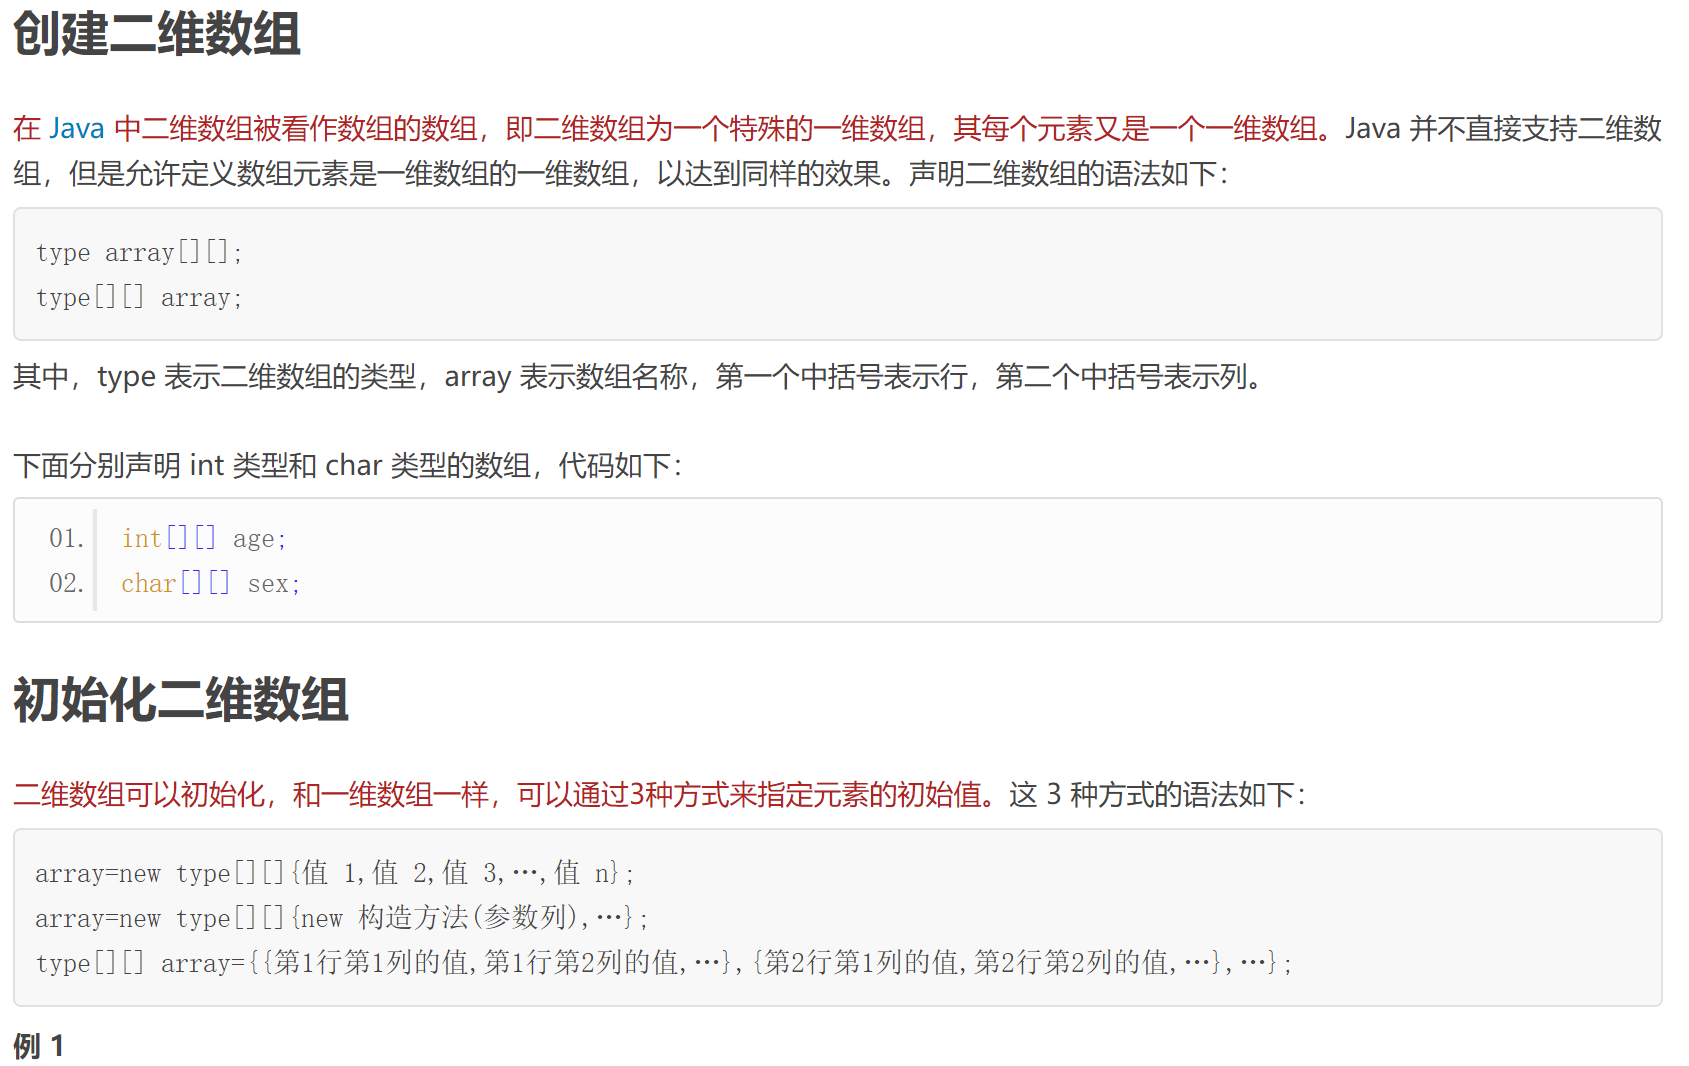 创建二维数组
在 Java 中二维数组被看作数组的数组，即二维数组为一个特殊的一维数组，其每个元素又是一个一维数组。Java 并不直接支持二维数
组，但是允许定义数组元素是一维数组的一维数组，以达到同样的效果。声明二维数组的语法如下：
type array[][];
type[][] array;
其中，type 表示二维数组的类型，array 表示数组名称，第一个中括号表示行，第二个中括号表示列。
下面分别声明 int 类型和 char 类型的数组，代码如下：
01. int[][] age;
02. char[][] sex;
初始化二维数组
二维数组可以初始化，和一维数组一样，可以通过3种方式来指定元素的初始值。这 3 种方式的语法如下：
array=new type[][]{值 1,值 2,值 3,…,值 n};
array=new type[][]{new 构造方法(参数列),…};
type[][] array={{第1行第1列的值,第1行第2列的值,…},{第2行第1列的值,第2行第2列的值,…},…};
例 1